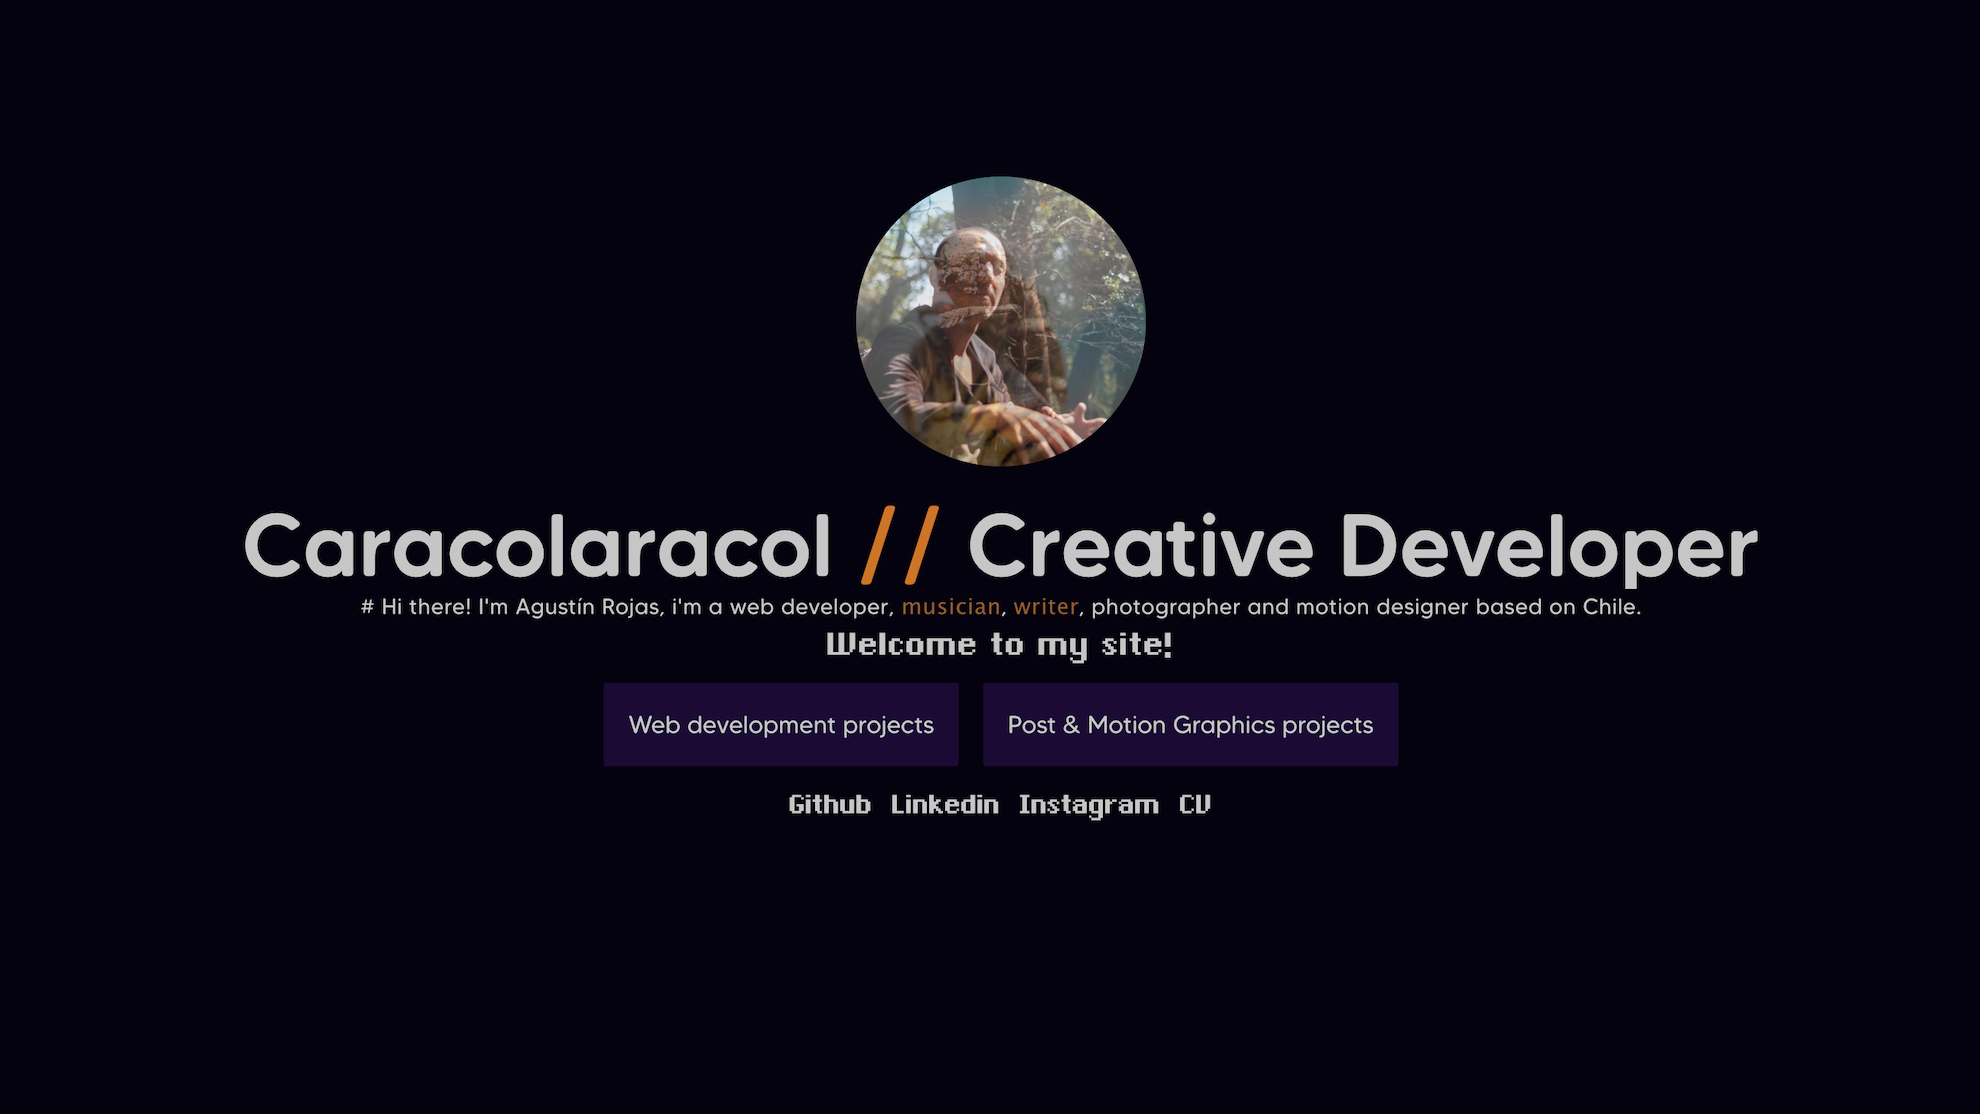 Caracolaracol // Creative Developer
# Hi there! I'm Agustín Rojas, i'm a web developer, musician, writer, photographer and motion designer based on Chile.
Welcome to my site!
Web development projects
Post & Motion Graphics projects
Github Linkedin Instagram CV